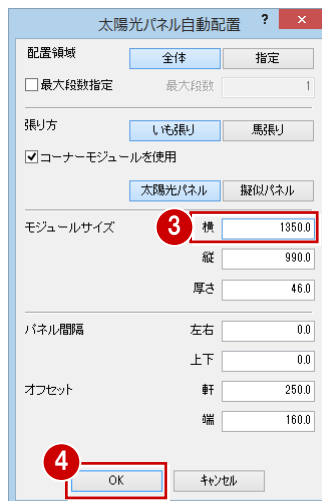 太陽光パネル自動配置 ? ×
配置領域 全体 指定
最大段数指定 最大段数 1
張り方 いも張り 馬張り
コーナーモジュールを使用
太陽光パネル 擬似パネル
モジュールサイズ 3 横 1350.0
縦 990.0
厚さ 46.0
パネル間隔 左右 0.0
上下 0.0
オフセット 軒 250.0
端 160.0
4
OK キャンセル